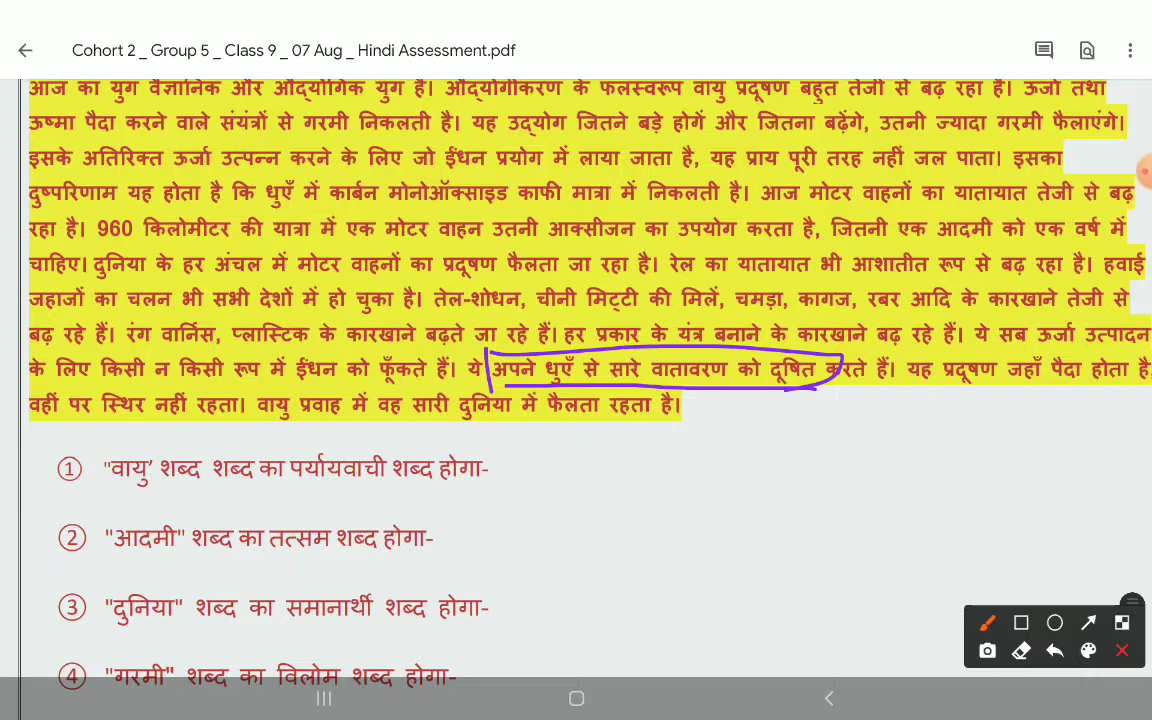 Cohort 2 _ Group 5 _ Class 9 _ 07 Aug _ Hindi Assessment.pdf
आज का युग वैज्ञानिक और औद्योगिक युग है। औद्योगीकरण के फलस्वरूप वायु प्रदूषण बहुत तेजी से बढ़ रहा है। ऊर्जा तथा
ऊष्मा पैदा करने वाले संयंत्रों से गरमी निकलती है। यह उद्योग जितने बड़े होगें और जितना बढ़ेंगे, उतनी ज्यादा गरमी फैलाएंगे।
इसके अतिरिक्त ऊर्जा उत्पन्न करने के लिए जो ईंधन प्रयोग में लाया जाता है, यह प्राय पूरी तरह नहीं जल पाता। इसका
दुष्परिणाम यह होता है कि धुएँ में कार्बन मोनोऑक्साइड काफी मात्रा में निकलती है। आज मोटर वाहनों का यातायात तेजी से बढ़
रहा है। 960 किलोमीटर की यात्रा में एक मोटर वाहन उतनी आक्सीजन का उपयोग करता है, जितनी एक आदमी को एक वर्ष में
चाहिए। दुनिया के हर अंचल में मोटर वाहनों का प्रदूषण फैलता जा रहा है। रेल का यातायात भी आशातीत रूप से बढ़ रहा है। हवाई
जहाजों का चलन भी सभी देशों में हो चुका है। तेल-शोधन, चीनी मिट्टी की मिलें, चमड़ा, कागज, रबर आदि के कारखाने तेजी से
बढ़ रहे हैं। रंग वार्निस, प्लास्टिक के कारखाने बढ़ते जा रहे हैं। हर प्रकार के यंत्र बनाने के कारखाने बढ़ रहे हैं। ये सब ऊर्जा उत्पादन
के लिए किसी न किसी रूप में ईंधन को फूँकते हैं। ये अपने धुएँ से सारे वातावरण को दूषित करते हैं। यह प्रदूषण जहाँ पैदा होता है,
वहीं पर स्थिर नहीं रहता। वायु प्रवाह में वह सारी दुनिया में फैलता रहता है।
① "वायु’ शब्द शब्द का पर्यायवाची शब्द होगा-
② "आदमी" शब्द का तत्सम शब्द होगा-
③ "दुनिया" शब्द का समानार्थी शब्द होगा-
④ "गरमी" शब्द का विलोम शब्द होगा-